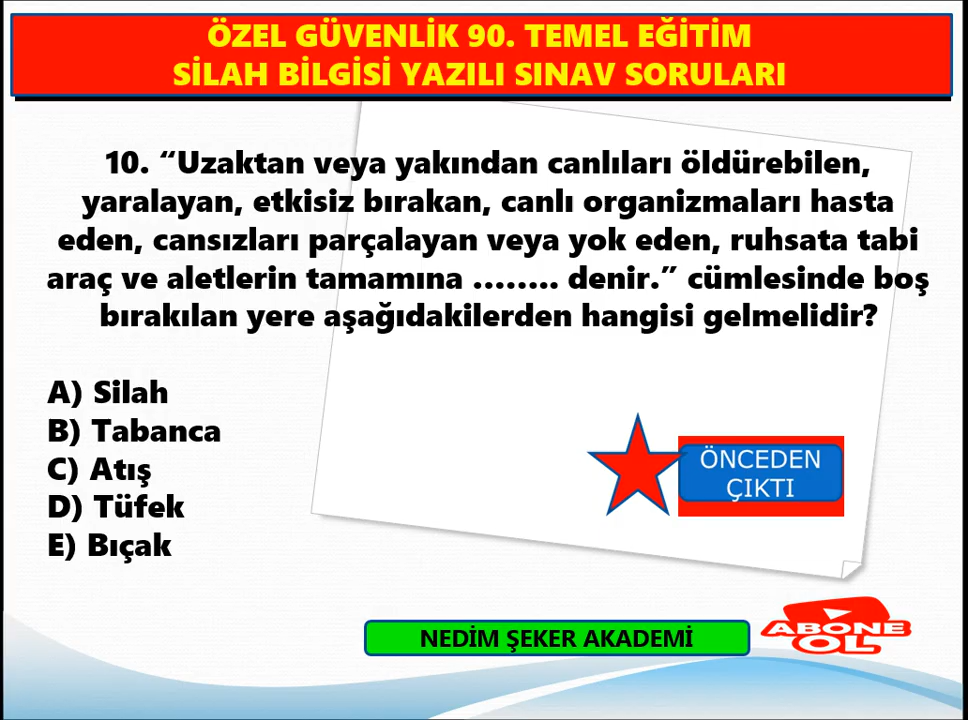 ÖZEL GÜVENLİK 90. TEMEL EĞİTİM
SİLAH BİLGİSİ YAZILI SINAV SORULARI
10. “Uzaktan veya yakından canlıları öldürebilen,
yaralayan, etkisiz bırakan, canlı organizmaları hasta
eden, cansızları parçalayan veya yok eden, ruhsata tabi
araç ve aletlerin tamamına …….. denir.” cümlesinde boş
bırakılan yere aşağıdakilerden hangisi gelmelidir?
A) Silah
B) Tabanca
C) Atış
D) Tüfek
E) Bıçak
ÖNCEDEN
ÇIKTI
NEDİM ŞEKER AKADEMİ
ABONE
OL